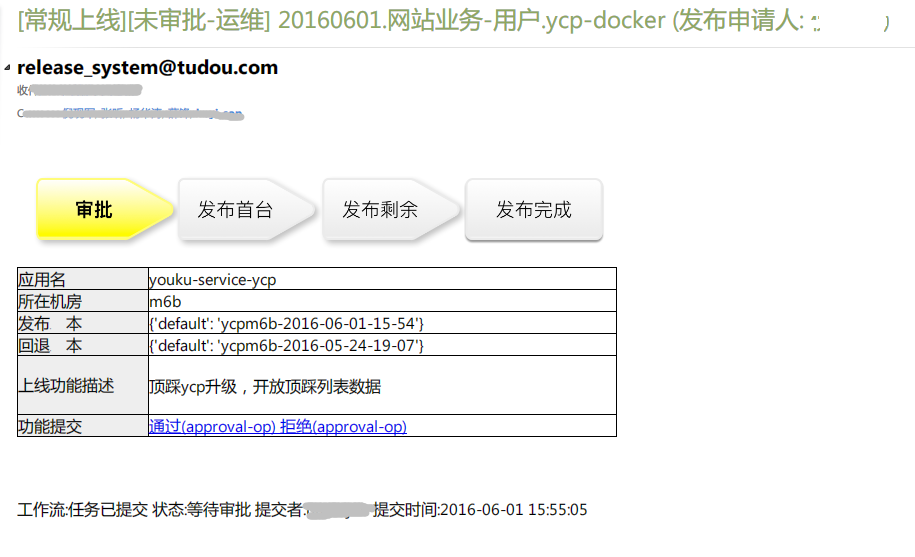 [常规上线][未审批-运维] 20160601.网站业务-用户.ycp-docker (发布申请人: )
release_system@tudou.com
收
C
审批
发布首台
发布剩余
发布完成
应用名 youku-service-ycp
所在机房 m6b
发布 本 {'default': 'ycpm6b-2016-06-01-15-54'}
回退 本 {'default': 'ycpm6b-2016-05-24-19-07'}
上线功能描述 顶踩ycp升级，开放顶踩列表数据
功能提交 通过(approval-op) 拒绝(approval-op)
工作流:任务已提交 状态:等待审批 提交者: 提交时间:2016-06-01 15:55:05